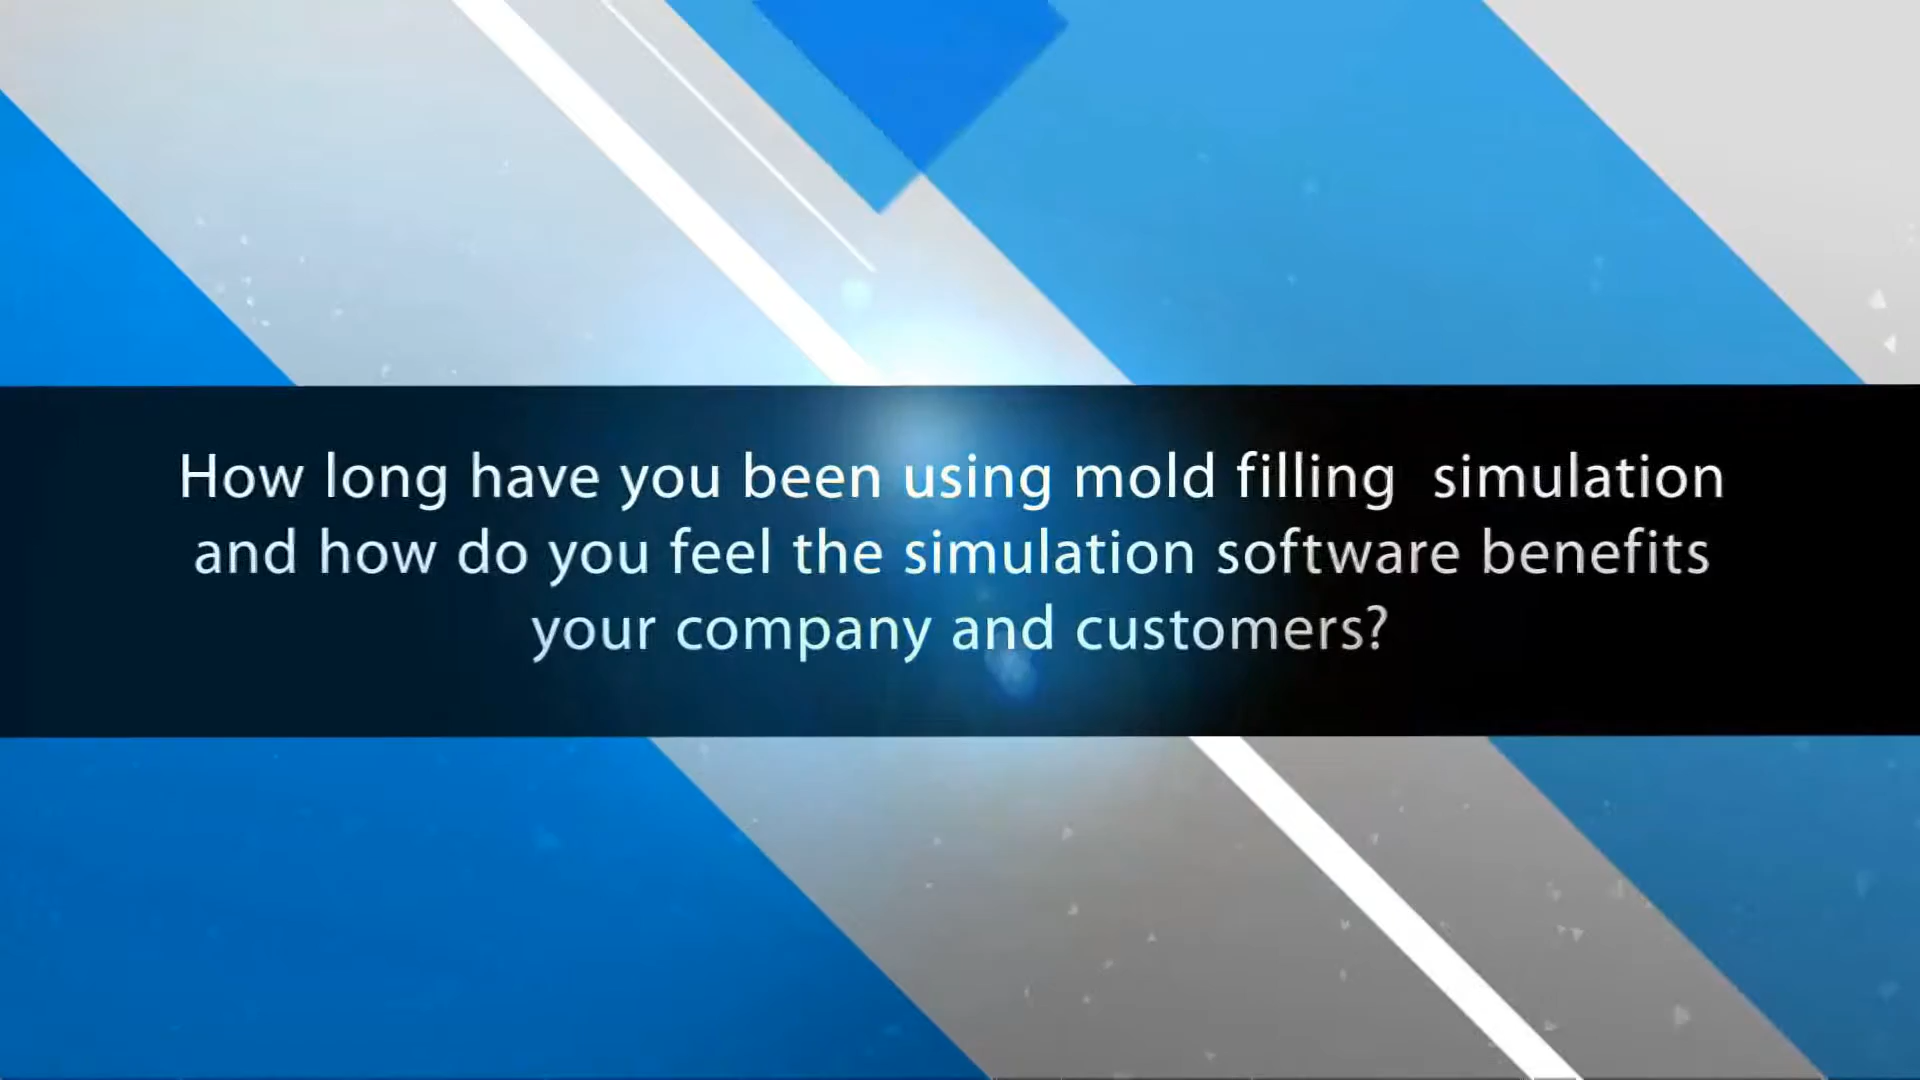 How long have you been using mold filling  simulation
and how do you feel the simulation software benefits
your company and customers?